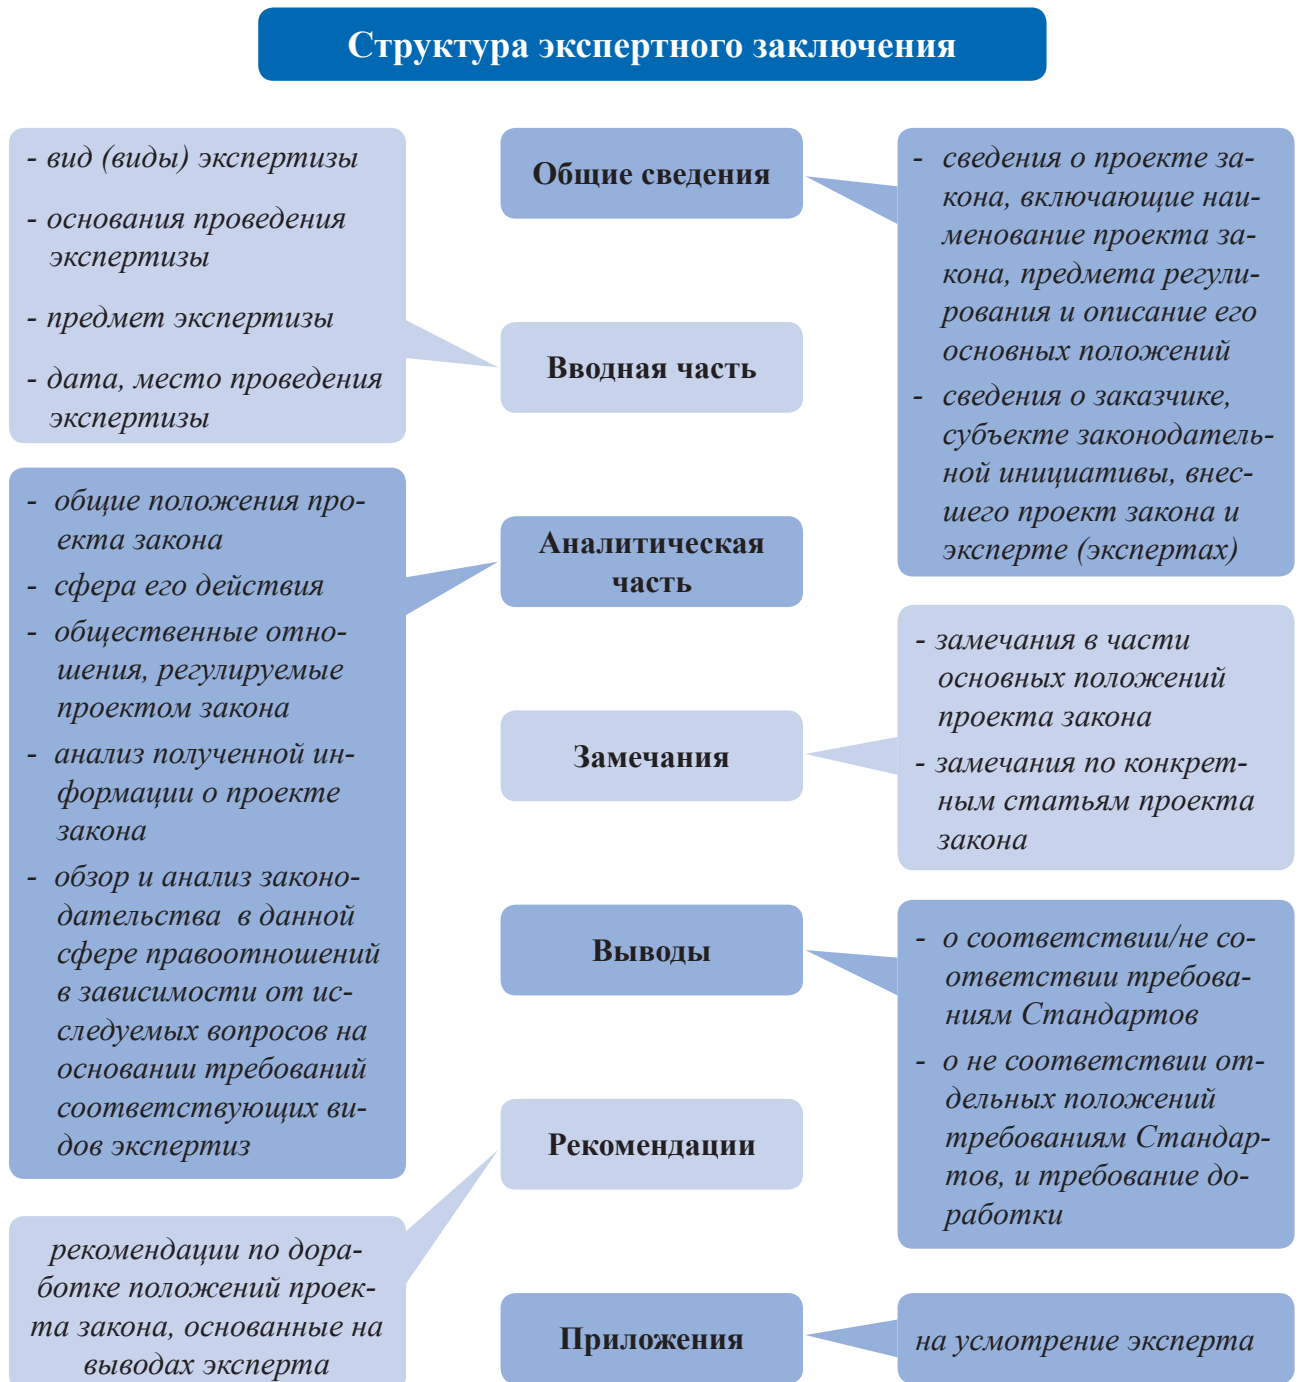 Структура экспертного заключения
Общие сведения
- сведения о проекте за-
кона, включающие наи-
менование проекта за-
кона, предмета регули-
рования и описание его
основных положений
- сведения о заказчике,
субъекте законодатель-
ной инициативы, внес-
шего проект закона и
эксперте (экспертах)
Вводная часть
- вид (виды) экспертизы
- основания проведения
экспертизы
- предмет экспертизы
- дата, место проведения
экспертизы
Аналитическая
часть
- общие положения про-
екта закона
- сфера его действия
- общественные отно-
шения, регулируемые
проектом закона
- анализ полученной ин-
формации о проекте
закона
- обзор и анализ законо-
дательства в данной
сфере правоотношений
в зависимости от ис-
следуемых вопросов на
основании требований
соответствующих ви-
дов экспертиз
Замечания
- замечания в части
основных положений
проекта закона
- замечания по конкрет-
ным статьям проекта
закона
Выводы
- о соответствии/не со-
ответствии требова-
ниям Стандартов
- о не соответствии от-
дельных положений
требованиям Стандар-
тов, и требование до-
работки
Рекомендации
рекомендации по дора-
ботке положений проек-
та закона, основанные на
выводах эксперта
Приложения
на усмотрение эксперта